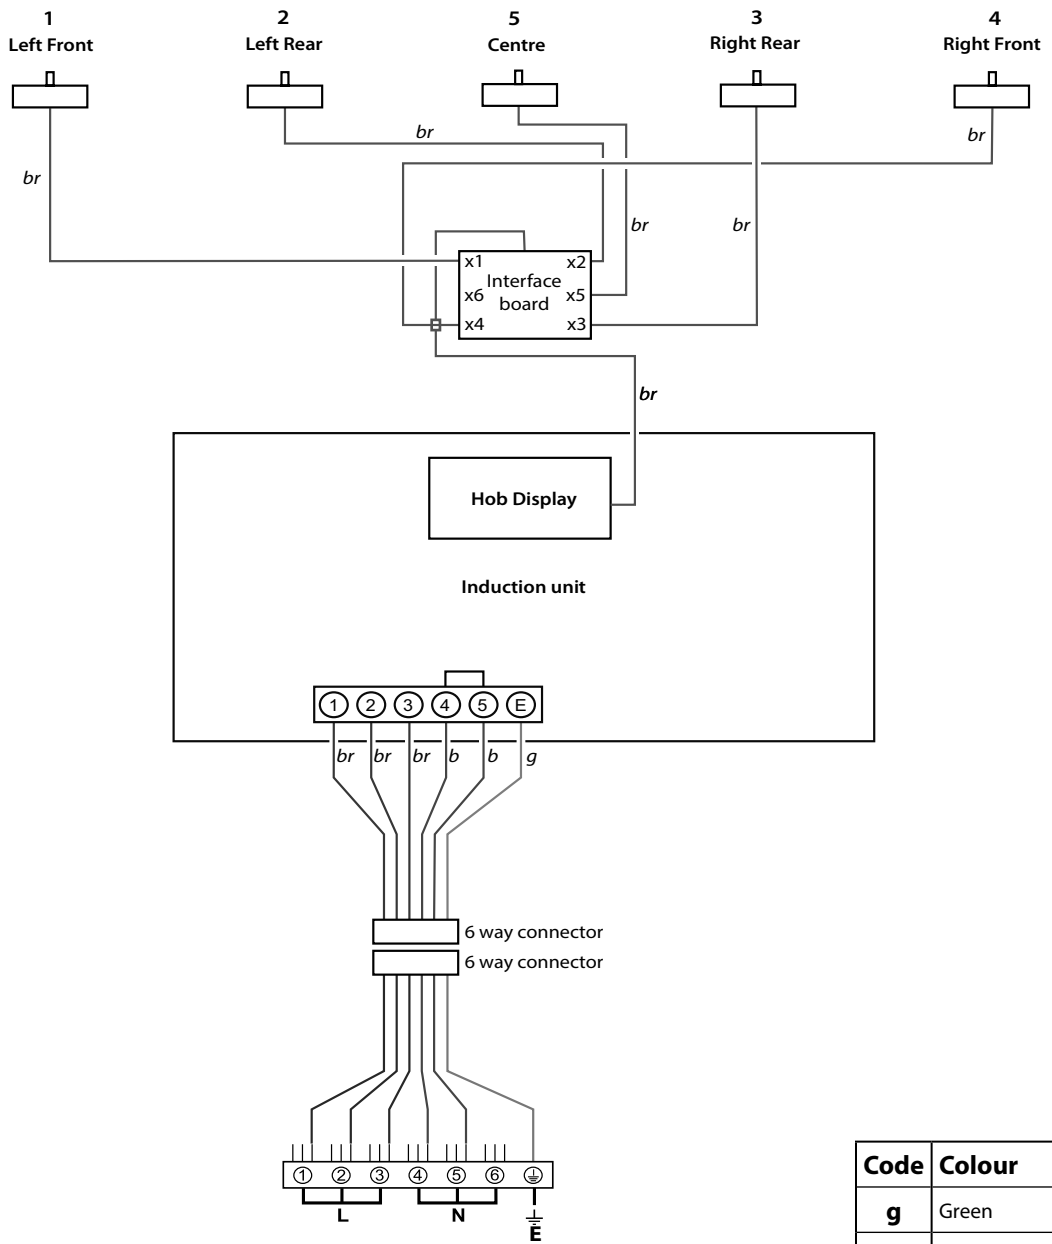 1 2 5 3 4
Left Front Left Rear Centre Right Rear Right Front
br
br
br
br
br
x1 x2
Interface
x6 x5
board
x4 x3
br
Hob Display
Induction unit
1 2 3 4 5 E
br br br b b g
6 way connector
6 way connector
1 2 3 4 5 6
L N E
Code Colour
g Green